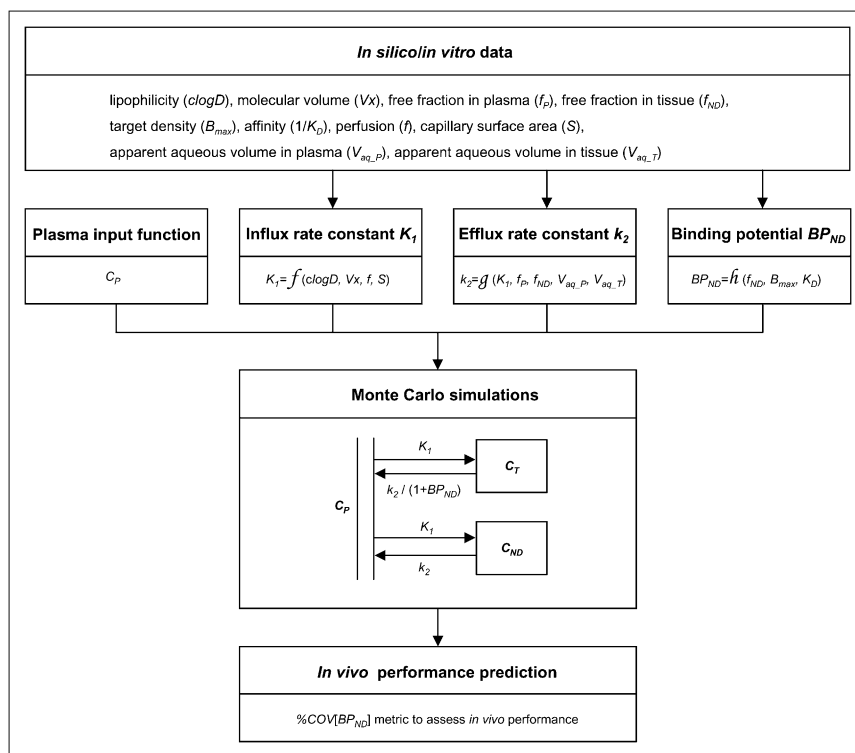 In silico/in vitro data
lipophilicity (clogD), molecular volume (Vx), free fraction in plasma (fP), free fraction in tissue (fND),
target density (Bmax), affinity (1/KD), perfusion (f), capillary surface area (S),
apparent aqueous volume in plasma (Vaq_P), apparent aqueous volume in tissue (Vaq_T)
Plasma input function
CP
Influx rate constant K1
K1=f (clogD, Vx, f, S)
Efflux rate constant k2
k2=g (K1, fP, fND, Vaq_P, Vaq_T)
Binding potential BPND
BPND=h (fND, Bmax, KD)
Monte Carlo simulations
CP
K1
k2 / (1+BPND)
CT
K1
k2
CND
In vivo performance prediction
%COV[BPND] metric to assess in vivo performance